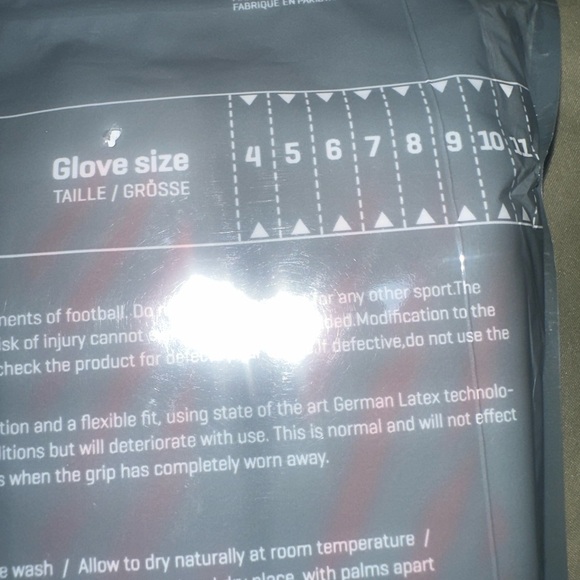 FABRIQUE EN
Glove size
TAILLE / GRÖSSE
4 5 6 7 8 9 10 11
ments of football. Do for any other sport.The
isk of injury cannot Modification to the
check the product for If defective,do not use the
tion and a flexible fit, using state of the art German Latex technolo-
ditions but will deteriorate with use. This is normal and will not effect
s when the grip has completely worn away.
e wash / Allow to dry naturally at room temperature /
place, with palms apart